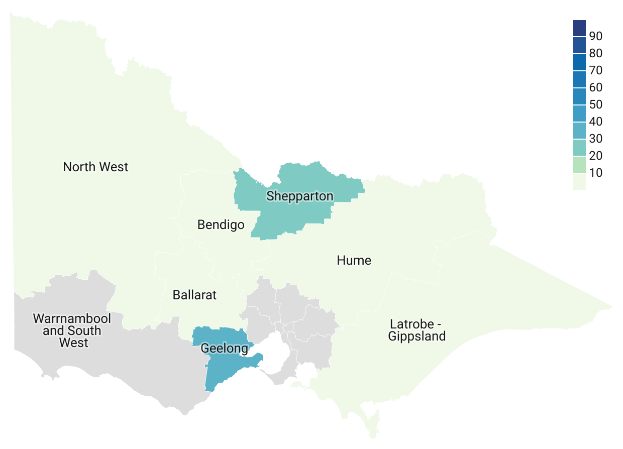 90
80
70
60
50
40
30
20
10
North West
Shepparton
Bendigo
Hume
Ballarat
Warrnambool
and South
West
Latrobe -
Gippsland
Geelong